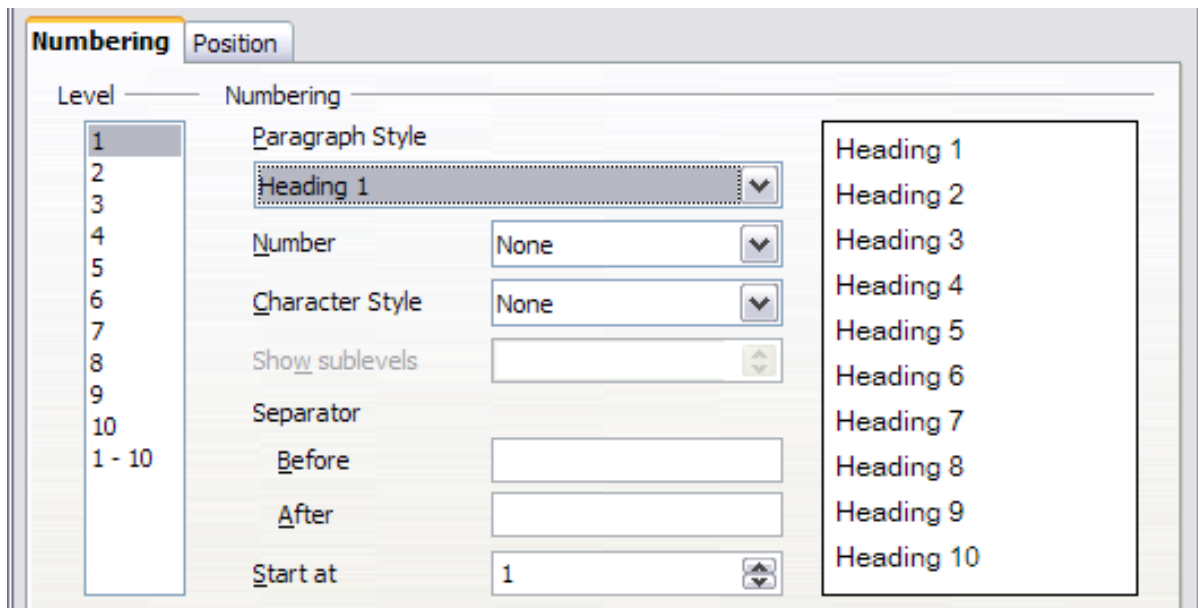 Numbering Position
Level Numbering
1
2
3
4
5
6
7
8
9
10
1 - 10
Paragraph Style
Heading 1
Number None
Character Style None
Show sublevels
Separator
Before
After
Start at 1
Heading 1
Heading 2
Heading 3
Heading 4
Heading 5
Heading 6
Heading 7
Heading 8
Heading 9
Heading 10